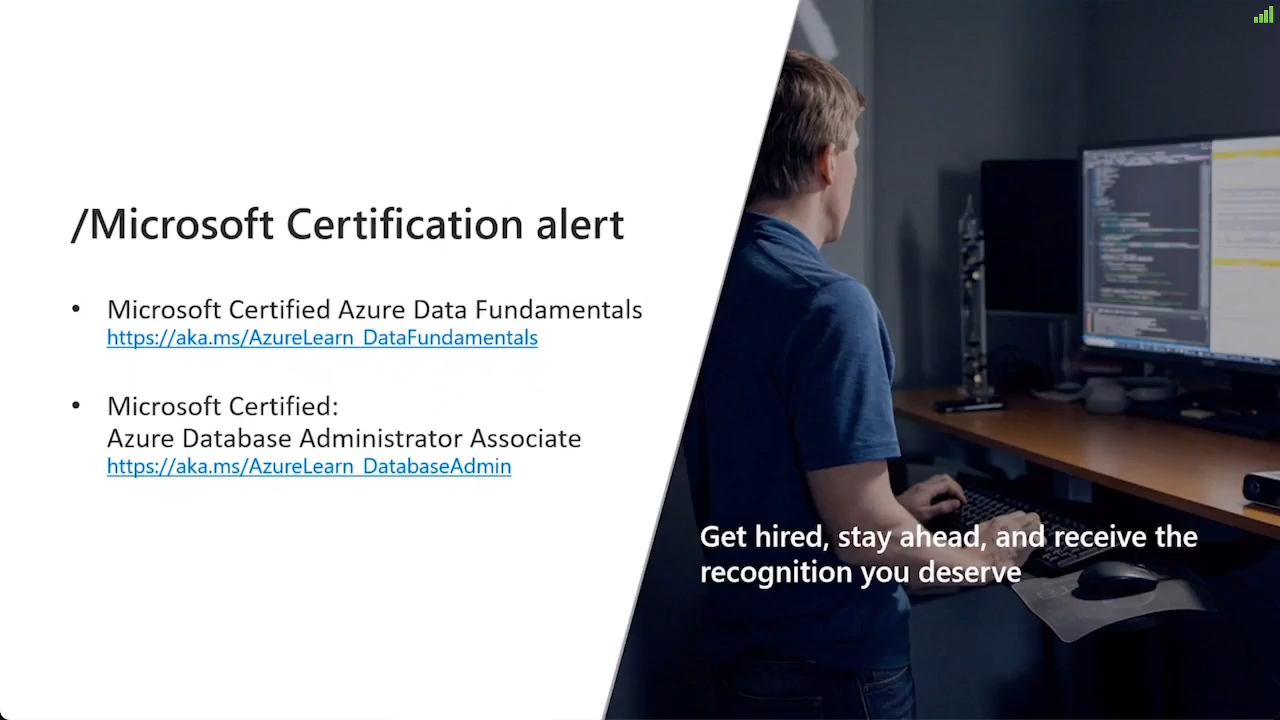 /Microsoft Certification alert
• Microsoft Certified Azure Data Fundamentals
https://aka.ms/AzureLearn_DataFundamentals
• Microsoft Certified:
Azure Database Administrator Associate
https://aka.ms/AzureLearn_DatabaseAdmin
Get hired, stay ahead, and receive the
recognition you deserve